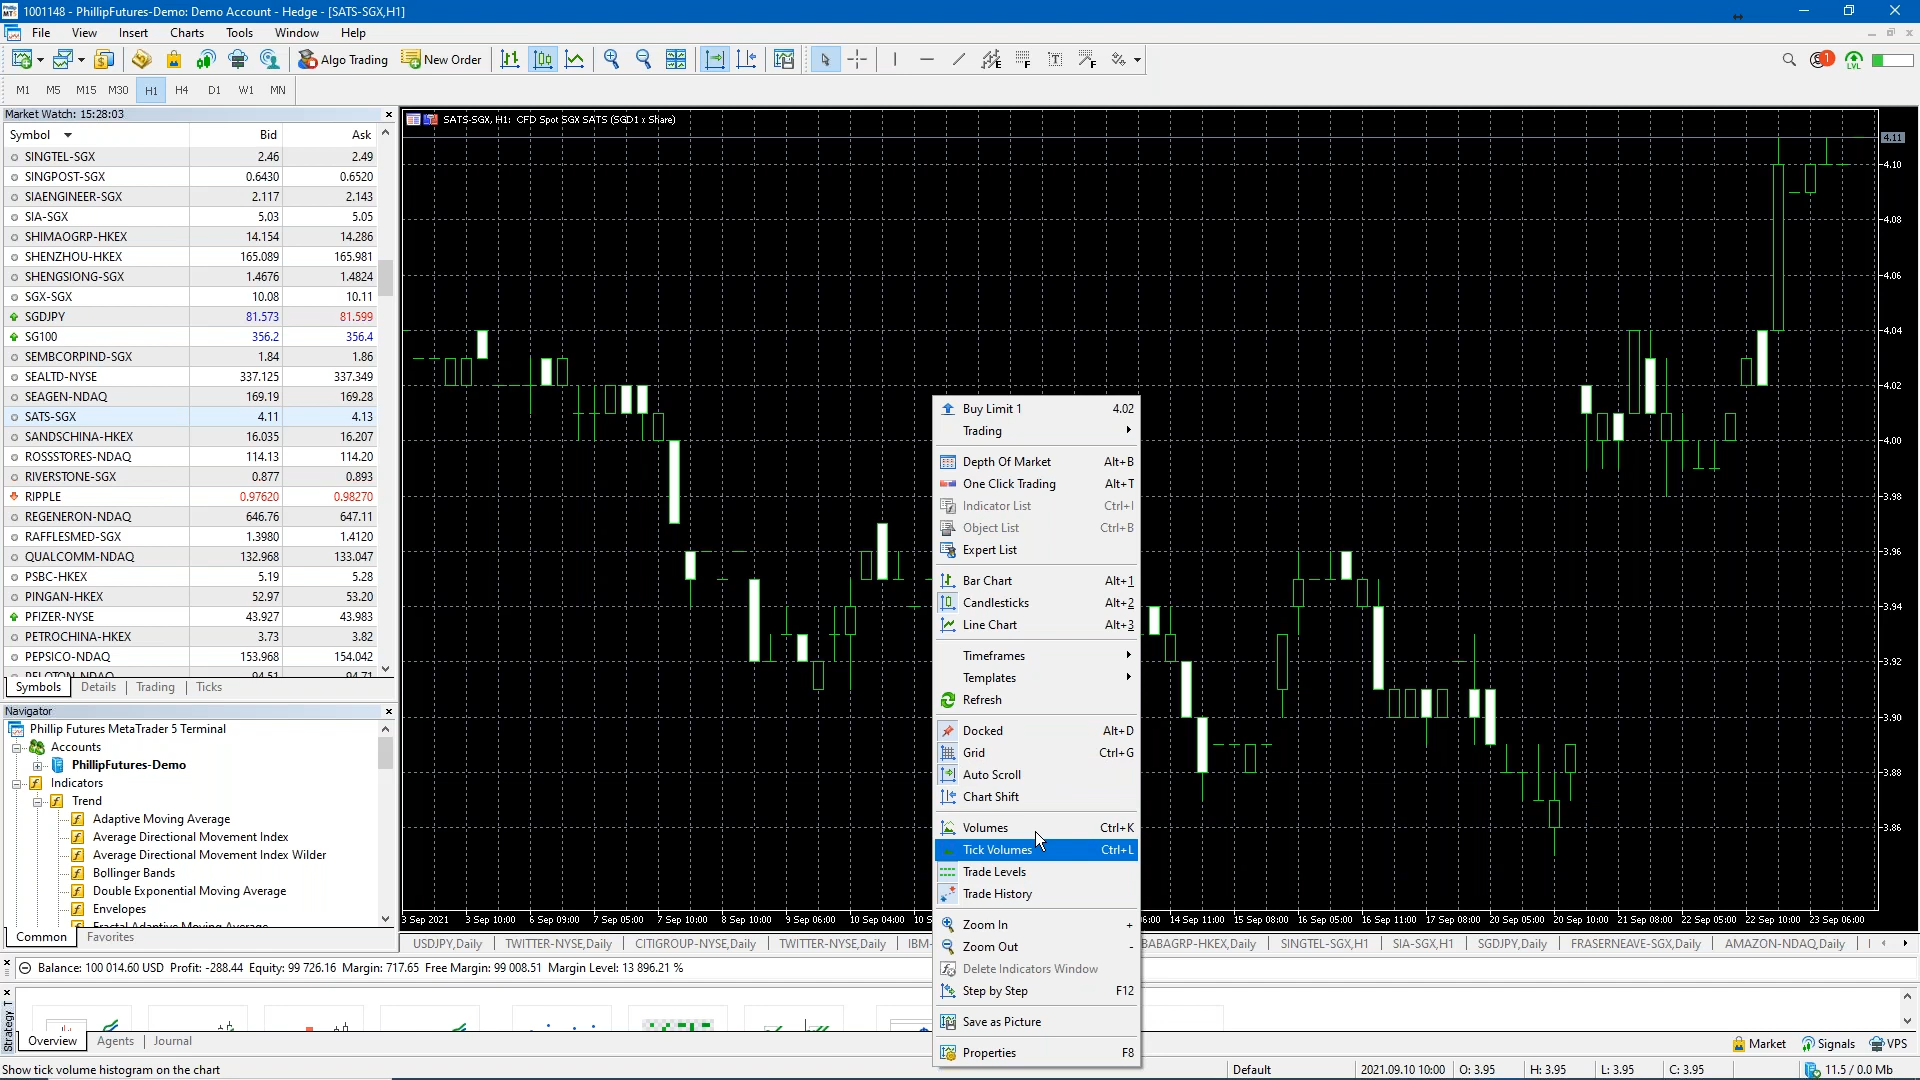 1001148 - PhillipFutures-Demo: Demo Account - Hedge - [SATS-SGX,H1]
File View Insert Charts Tools Window Help
Algo Trading New Order
1 LVL
M1 M5 M15 M30 H1 H4 D1 W1 MN
Market Watch: 15:28:03
Symbol Bid Ask
SINGTEL-SGX 2.46 2.49
SINGPOST-SGX 0.6430 0.6520
SIAENGINEER-SGX 2.117 2.143
SIA-SGX 5.03 5.05
SHIMAOGRP-HKEX 14.154 14.286
SHENZHOU-HKEX 165.089 165.981
SHENGSIONG-SGX 1.4676 1.4824
SGX-SGX 10.08 10.11
SGDJPY 81.573 81.599
SG100 356.2 356.4
SEMBCORPIND-SGX 1.84 1.86
SEALTD-NYSE 337.125 337.349
SEAGEN-NDAQ 169.19 169.28
SATS-SGX 4.11 4.13
SANDSCHINA-HKEX 16.035 16.207
ROSSSTORES-NDAQ 114.13 114.20
RIVERSTONE-SGX 0.877 0.893
RIPPLE 0.97620 0.98270
REGENERON-NDAQ 646.76 647.11
RAFFLESMED-SGX 1.3980 1.4120
QUALCOMM-NDAQ 132.968 133.047
PSBC-HKEX 5.19 5.28
PINGAN-HKEX 52.97 53.20
PFIZER-NYSE 43.927 43.983
PETROCHINA-HKEX 3.73 3.82
PEPSICO-NDAQ 153.968 154.042
PELOTON-NDAQ 94.51 94.71
Symbols Details Trading Ticks
Navigator
Phillip Futures MetaTrader 5 Terminal
Accounts
PhillipFutures-Demo
Indicators
Trend
Adaptive Moving Average
Average Directional Movement Index
Average Directional Movement Index Wilder
Bollinger Bands
Double Exponential Moving Average
Envelopes
Fractal Adaptive Moving Average
Common Favorites
SATS-SGX, H1: CFD Spot SGX SATS (SGD1 x Share)
4.11
4.10
4.08
4.06
4.04
4.02
4.00
3.98
3.96
3.94
3.92
3.90
3.88
3.86
Buy Limit 1 4.02
Trading
Depth Of Market Alt+B
One Click Trading Alt+T
Indicator List Ctrl+I
Object List Ctrl+B
Expert List
Bar Chart Alt+1
Candlesticks Alt+2
Line Chart Alt+3
Timeframes
Templates
Refresh
Docked Alt+D
Grid Ctrl+G
Auto Scroll
Chart Shift
Volumes Ctrl+K
Tick Volumes Ctrl+L
Trade Levels
Trade History
Zoom In +
Zoom Out -
Delete Indicators Window
Step by Step F12
Save as Picture
Properties F8
3 Sep 2021 3 Sep 10:00 6 Sep 09:00 7 Sep 05:00 7 Sep 10:00 8 Sep 10:00 9 Sep 06:00 10 Sep 04:00 14 Sep 11:00 15 Sep 08:00 16 Sep 05:00 16 Sep 11:00 17 Sep 08:00 20 Sep 05:00 20 Sep 10:00 21 Sep 08:00 22 Sep 05:00 22 Sep 10:00 23 Sep 06:00
USDJPY,Daily TWITTER-NYSE,Daily CITIGROUP-NYSE,Daily TWITTER-NYSE,Daily IBM- BABAGRP-HKEX,Daily SINGTEL-SGX,H1 SIA-SGX,H1 SGDJPY,Daily FRASERNEAVE-SGX,Daily AMAZON-NDAQ,Daily
Balance: 100 014.60 USD Profit: -288.44 Equity: 99 726.16 Margin: 717.65 Free Margin: 99 008.51 Margin Level: 13 896.21 %
Strategy T
Overview Agents Journal
Market Signals VPS
Show tick volume histogram on the chart
Default 2021.09.10 10:00 O: 3.95 H: 3.95 L: 3.95 C: 3.95 11.5 / 0.0 Mb